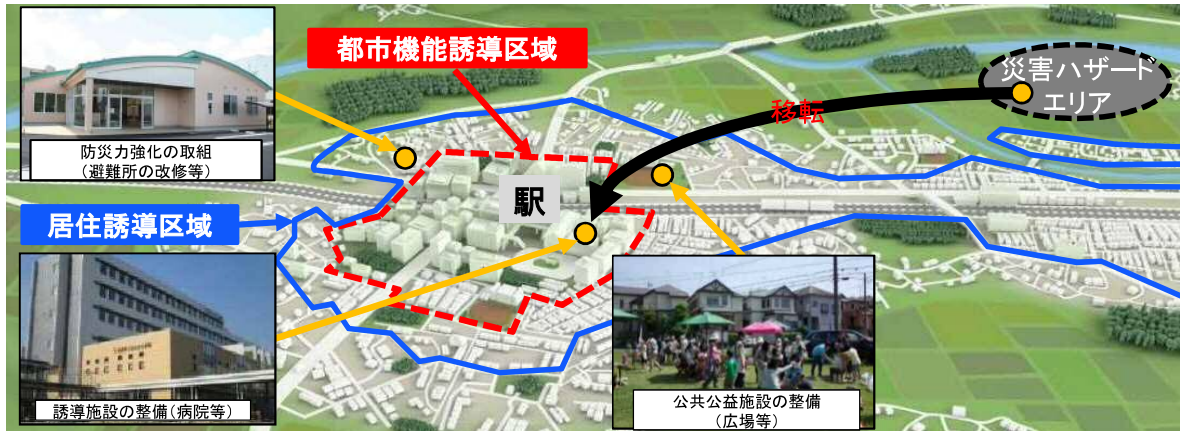 都市機能誘導区域
災害ハザード
エリア
移転
防災力強化の取組
（避難所の改修等）
駅
居住誘導区域
誘導施設の整備（病院等）
公共公益施設の整備
（広場等）